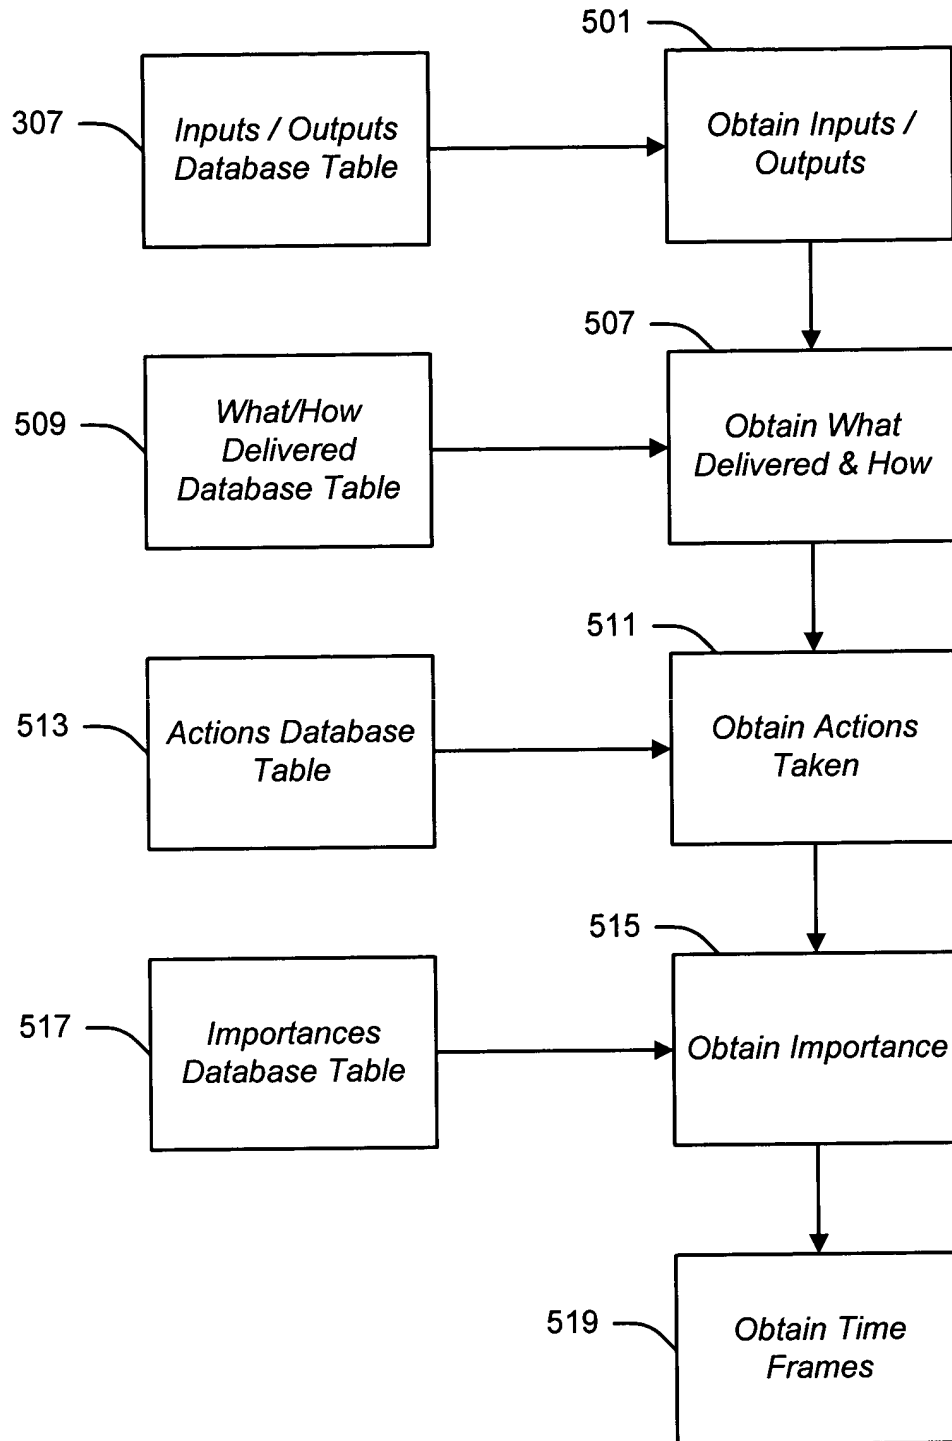 501
307
Inputs / Outputs
Database Table
Obtain Inputs /
Outputs
507
509
What/How
Delivered
Database Table
Obtain What
Delivered & How
511
513
Actions Database
Table
Obtain Actions
Taken
515
517
Importances
Database Table
Obtain Importance
519
Obtain Time
Frames